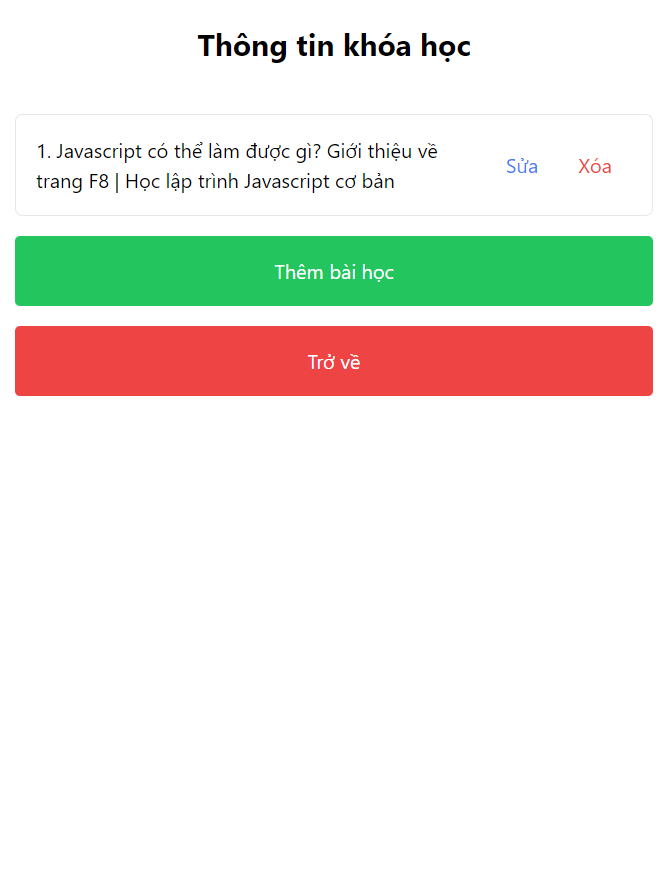 Thông tin khóa học
1. Javascript có thể làm được gì? Giới thiệu về
trang F8 | Học lập trình Javascript cơ bản
Sửa
Xóa
Thêm bài học
Trở về